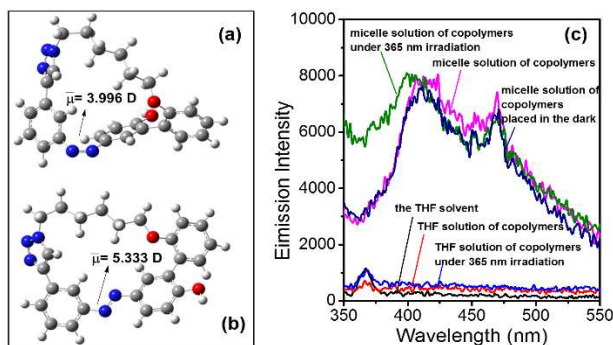 (a)
μ̄= 3.996 D
(b)
μ̄= 5.333 D
(c)
micelle solution of copolymers
under 365 nm irradiation
micelle solution of copolymers
micelle solution of
copolymers
placed in the dark
the THF solvent
THF solution of copolymers
THF solution of copolymers
under 365 nm irradiation
Eimission Intensity
10000
8000
6000
4000
2000
0
350 400 450 500 550
Wavelength (nm)